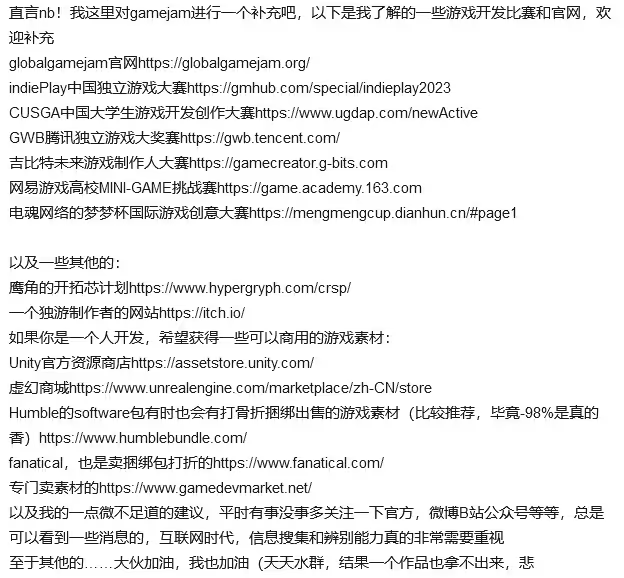 直言nb！我这里对gamejam进行一个补充吧，以下是我了解的一些游戏开发比赛和官网，欢
迎补充
globalgamejam官网https://globalgamejam.org/
indiePlay中国独立游戏大赛https://gmhub.com/special/indieplay2023
CUSGA中国大学生游戏开发创作大赛https://www.ugdap.com/newActive
GWB腾讯独立游戏大奖赛https://gwb.tencent.com/
吉比特未来游戏制作人大赛https://gamecreator.g-bits.com
网易游戏高校MINI-GAME挑战赛https://game.academy.163.com
电魂网络的梦梦杯国际游戏创意大赛https://mengmengcup.dianhun.cn/#page1
以及一些其他的：
鹰角的开拓芯计划https://www.hypergryph.com/crsp/
一个独游制作者的网站https://itch.io/
如果你是一个人开发，希望获得一些可以商用的游戏素材：
Unity官方资源商店https://assetstore.unity.com/
虚幻商城https://www.unrealengine.com/marketplace/zh-CN/store
Humble的software包有时也会有打骨折捆绑出售的游戏素材（比较推荐，毕竟-98%是真的
香）https://www.humblebundle.com/
fanatical，也是卖捆绑包打折的https://www.fanatical.com/
专门卖素材的https://www.gamedevmarket.net/
以及我的一点微不足道的建议，平时有事没事多关注一下官方，微博B站公众号等等，总是
可以看到一些消息的，互联网时代，信息搜集和辨别能力真的非常需要重视
至于其他的……大伙加油，我也加油（天天水群，结果一个作品也拿不出来，悲